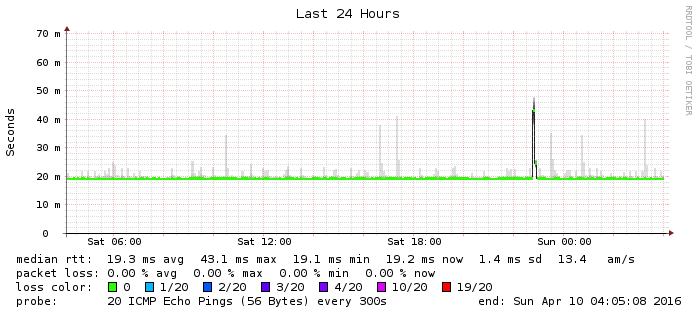 Last 24 Hours
RRDTOOL / TOBI OETIKER
Seconds
70 m
60 m
50 m
40 m
30 m
20 m
10 m
0
Sat 06:00 Sat 12:00 Sat 18:00 Sun 00:00
median rtt: 19.3 ms avg 43.1 ms max 19.1 ms min 19.2 ms now 1.4 ms sd 13.4 am/s
packet loss: 0.00 % avg 0.00 % max 0.00 % min 0.00 % now
loss color: 0 1/20 2/20 3/20 4/20 10/20 19/20
probe: 20 ICMP Echo Pings (56 Bytes) every 300s end: Sun Apr 10 04:05:08 2016